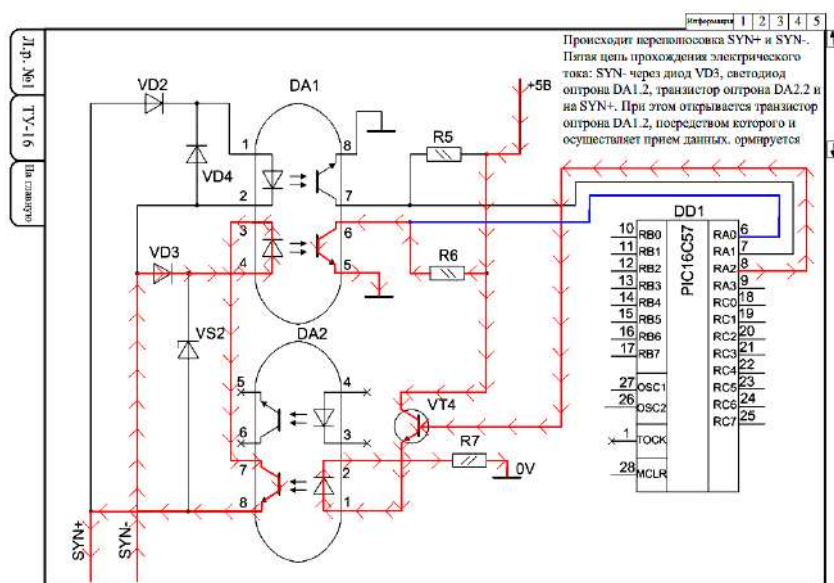 Информация 1 2 3 4 5
Происходит переполюсовка SYN+ и SYN-.
Пятая цепь прохождения электрического
тока: SYN- через диод VD3, светодиод
оптрона DA1.2, транзистор оптрона DA2.2 и
на SYN+. При этом открывается транзистор
оптрона DA1.2, посредством которого и
осуществляет прием данных. ормируется
Л.р. №1
ТУ-16
На главную
VD2
DA1
+5В
R5
1
8
VD4
2
7
3
6
VD3
4
5
R6
VS2
DA2
5
4
6
3
VT4
7
2
R7
0V
8
1
SYN+
SYN-
DD1
PIC16C57
10 RB0 RA0 6
11 RB1 RA1 7
12 RB2 RA2 8
13 RB3 RA3 9
14 RB4 RC0 18
15 RB5 RC1 19
16 RB6 RC2 20
17 RB7 RC3 21
RC4 22
27 OSC1 RC5 23
26 OSC2 RC6 24
RC7 25
1 TOCK
28 MCLR